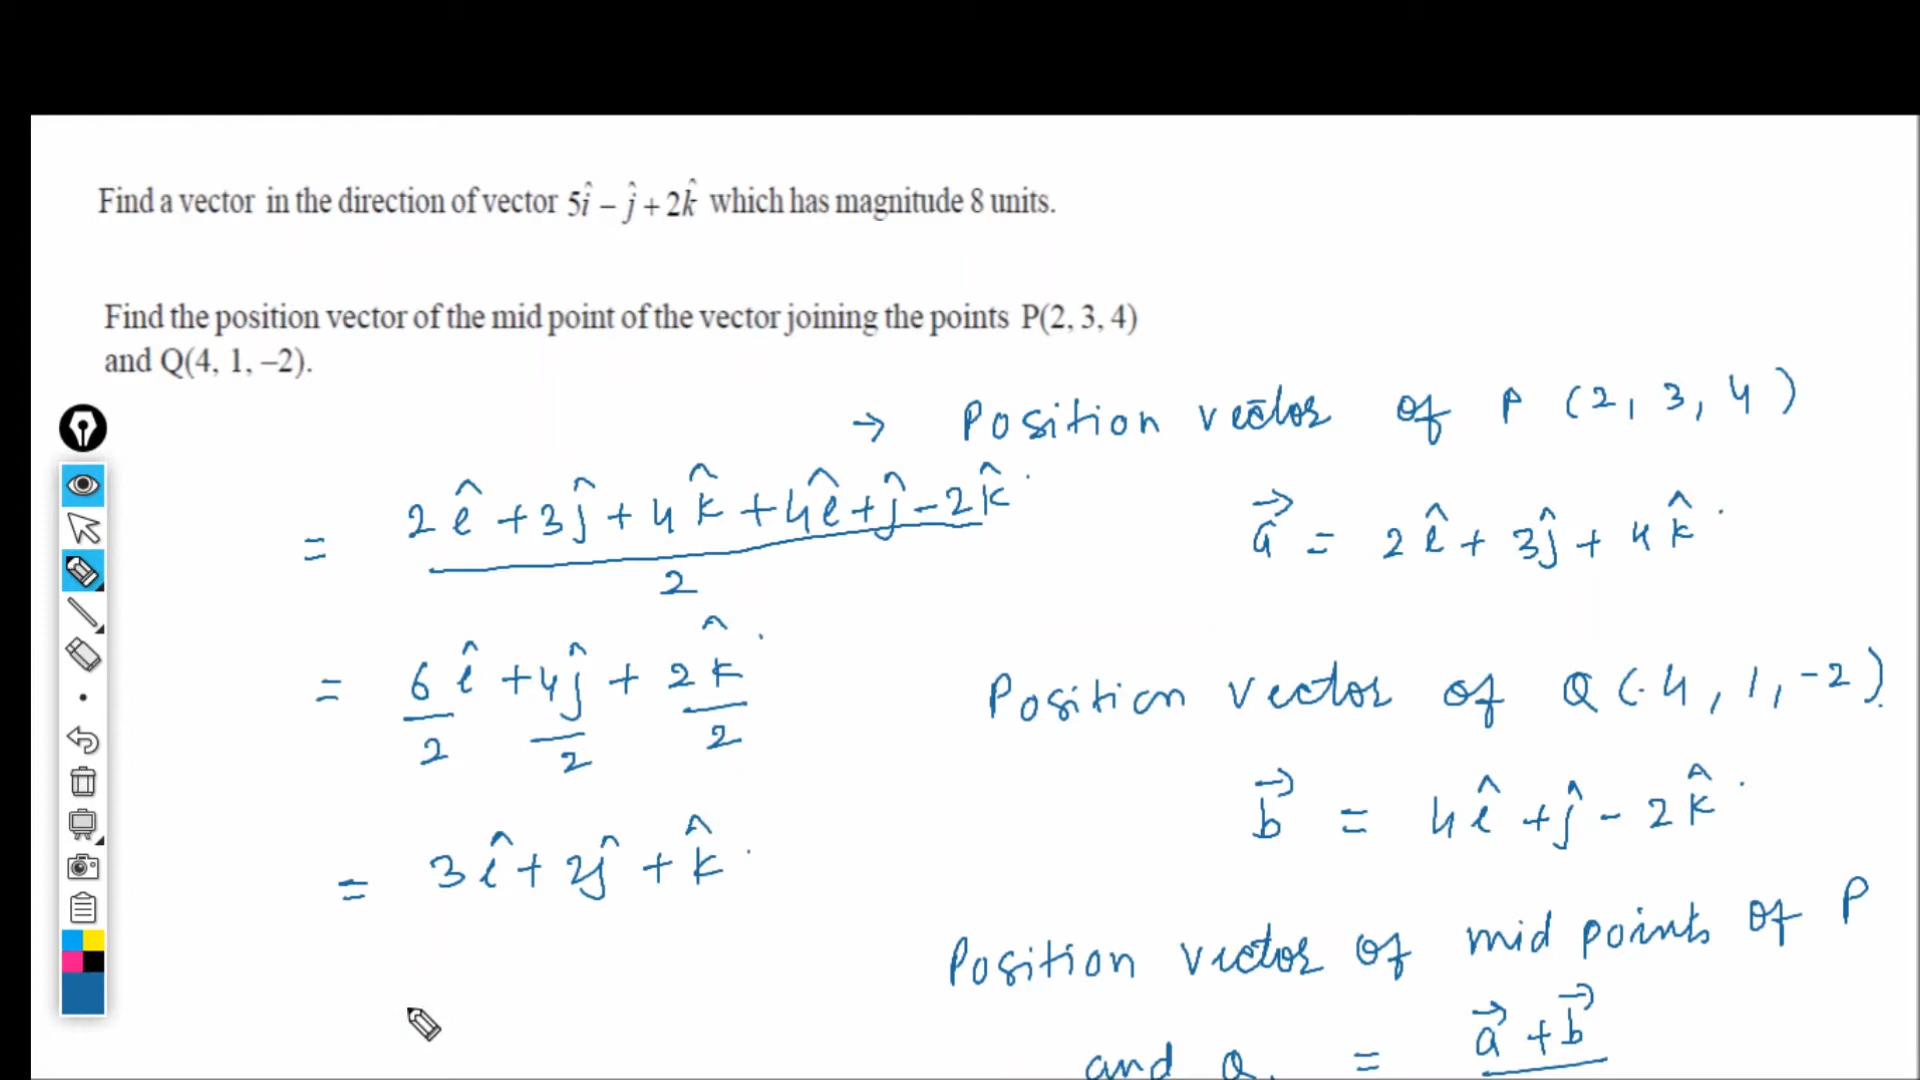 Find a vector in the direction of vector 5î − ĵ + 2k̂ which has magnitude 8 units.
Find the position vector of the mid point of the vector joining the points P(2, 3, 4)
and Q(4, 1, –2).
→ Position vector of P (2, 3, 4)
a⃗ = 2î + 3ĵ + 4k̂.
Position vector of Q(4, 1, -2).
b⃗ = 4î + ĵ - 2k̂.
Position vector of mid points of P
and Q. = a⃗ + b⃗
= 2î + 3ĵ + 4k̂ + 4î + ĵ - 2k̂.
2
= 6î + 4ĵ + 2k̂.
2 2 2
= 3î + 2ĵ + k̂.